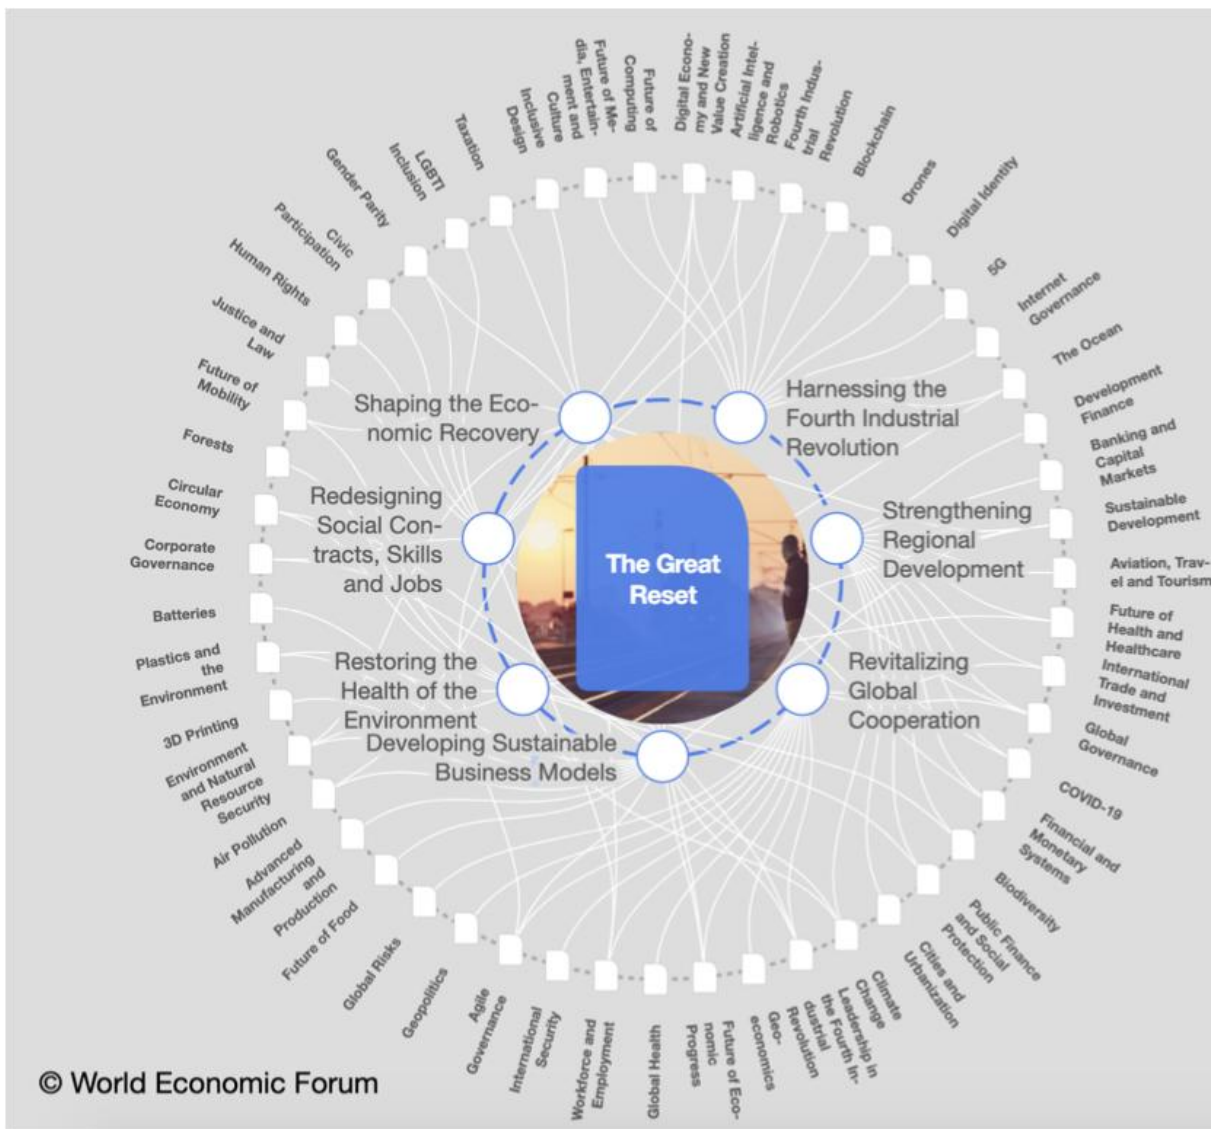 The Great
Reset
Harnessing the
Fourth Industrial
Revolution
Strengthening
Regional
Development
Revitalizing
Global
Cooperation
Developing Sustainable
Business Models
Restoring the
Health of the
Environment
Redesigning
Social Con-
tracts, Skills
and Jobs
Shaping the Eco-
nomic Recovery
Digital Econo-
my and New
Value Creation
Artificial Intel-
ligence and
Robotics
Fourth Indus-
trial
Revolution
Blockchain
Drones
Digital Identity
5G
Internet
Governance
The Ocean
Development
Finance
Banking and
Capital
Markets
Sustainable
Development
Aviation, Trav-
el and Tourism
Future of
Health and
Healthcare
International
Trade and
Investment
Global
Governance
COVID-19
Financial and
Monetary
Systems
Biodiversity
Public Finance
and Social
Protection
Cities and
Urbanization
Climate
Change
Leadership in
the Fourth In-
dustrial
Revolution
Geo-
economics
Future of Eco-
nomic
Progress
Global Health
Workforce and
Employment
International
Security
Agile
Governance
Geopolitics
Global Risks
Future of Food
Advanced
Manufacturing
and
Production
Air Pollution
Environment
and Natural
Resource
Security
3D Printing
Plastics and
the
Environment
Batteries
Corporate
Governance
Circular
Economy
Forests
Future of
Mobility
Justice and
Law
Human Rights
Civic
Participation
Gender Parity
LGBTI
Inclusion
Taxation
Inclusive
Design
Future of Me-
dia, Entertain-
ment and
Culture
Future of
Computing
© World Economic Forum